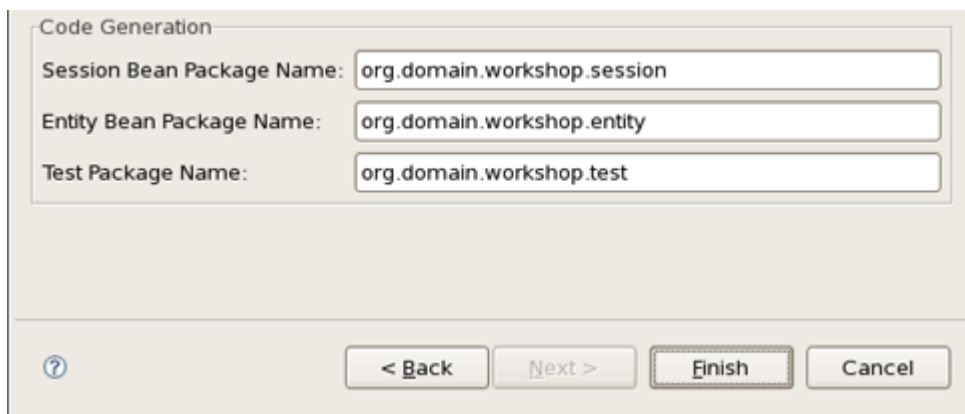 Code Generation
Session Bean Package Name: org.domain.workshop.session
Entity Bean Package Name: org.domain.workshop.entity
Test Package Name: org.domain.workshop.test
? < Back Next > Finish Cancel